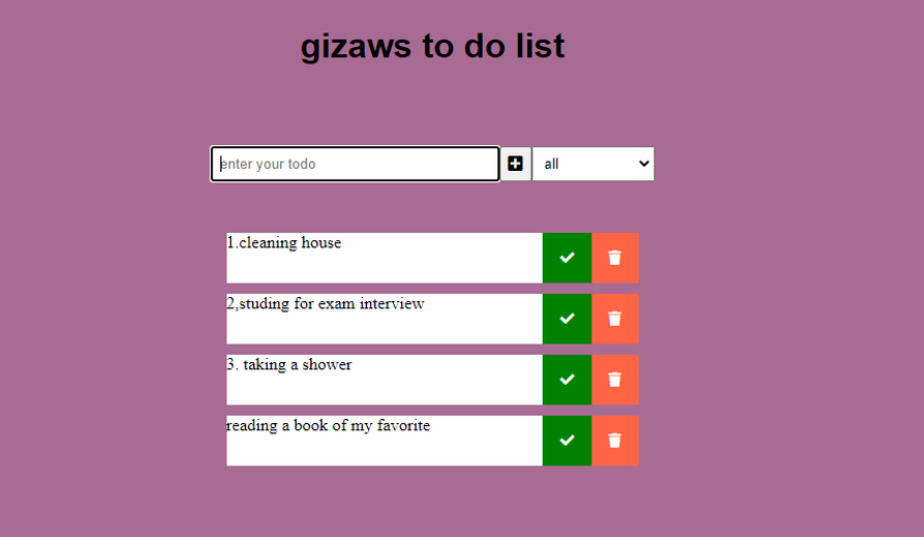 gizaws to do list
enter your todo
all
1.cleaning house
2,studing for exam interview
3. taking a shower
reading a book of my favorite